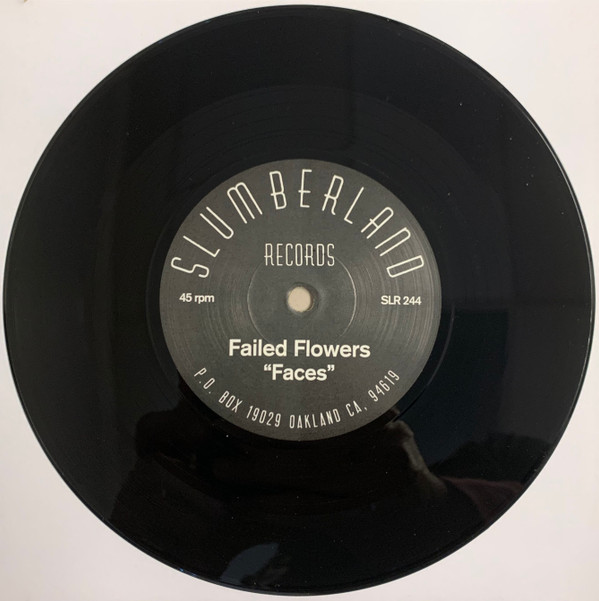 SLUMBERLAND
RECORDS
45 rpm
SLR 244
Failed Flowers
“Faces”
P.O. BOX 19029 OAKLAND CA, 94619